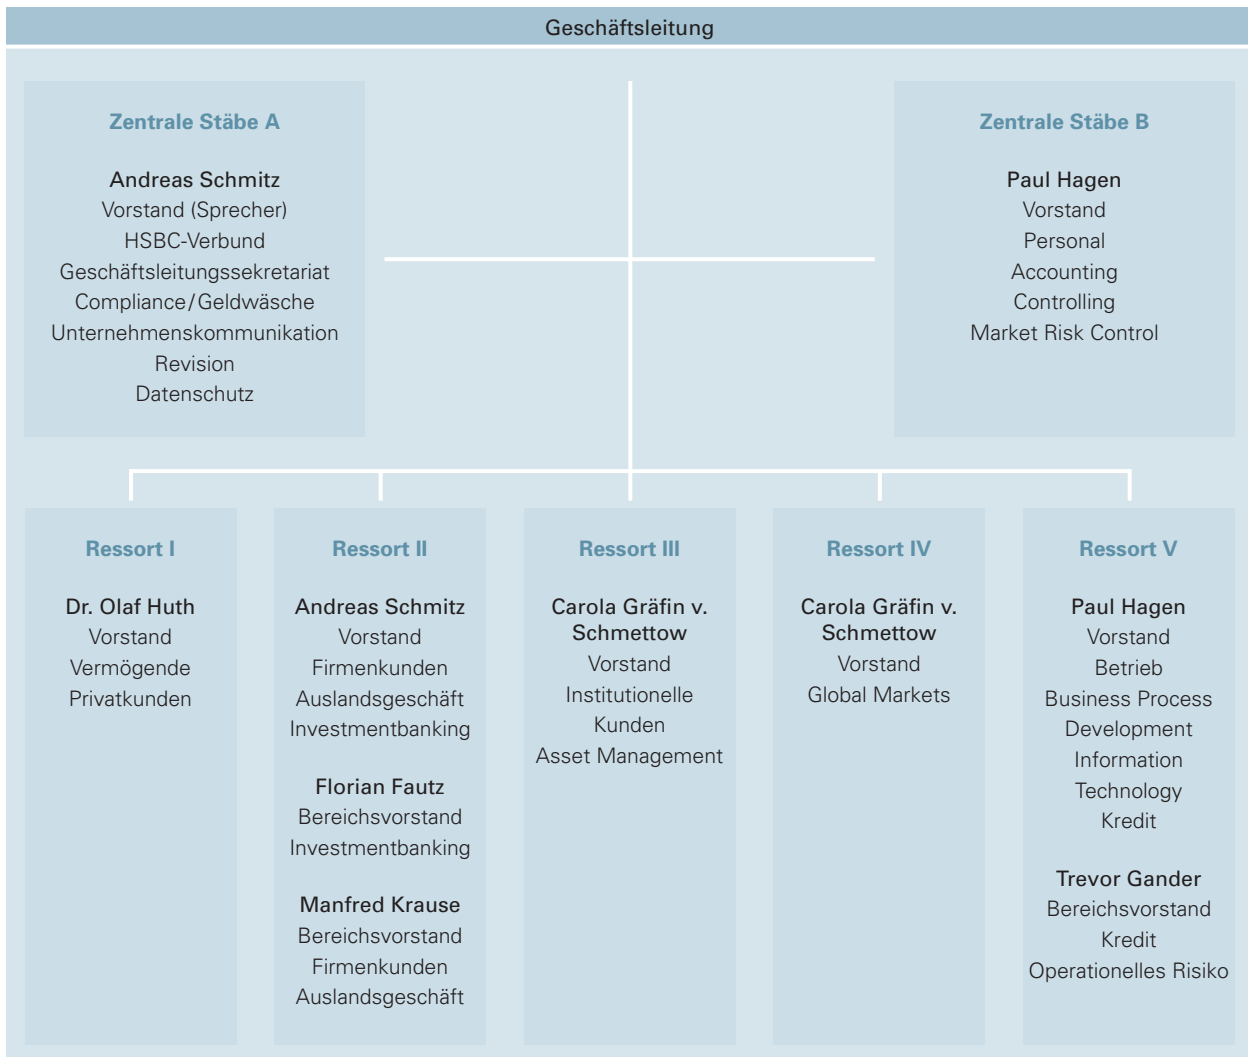 Geschäftsleitung
Zentrale Stäbe A
Andreas Schmitz
Vorstand (Sprecher)
HSBC-Verbund
Geschäftsleitungssekretariat
Compliance/Geldwäsche
Unternehmenskommunikation
Revision
Datenschutz
Zentrale Stäbe B
Paul Hagen
Vorstand
Personal
Accounting
Controlling
Market Risk Control
Ressort I
Dr. Olaf Huth
Vorstand
Vermögende
Privatkunden
Ressort II
Andreas Schmitz
Vorstand
Firmenkunden
Auslandsgeschäft
Investmentbanking
Florian Fautz
Bereichsvorstand
Investmentbanking
Manfred Krause
Bereichsvorstand
Firmenkunden
Auslandsgeschäft
Ressort III
Carola Gräfin v.
Schmettow
Vorstand
Institutionelle
Kunden
Asset Management
Ressort IV
Carola Gräfin v.
Schmettow
Vorstand
Global Markets
Ressort V
Paul Hagen
Vorstand
Betrieb
Business Process
Development
Information
Technology
Kredit
Trevor Gander
Bereichsvorstand
Kredit
Operationelles Risiko